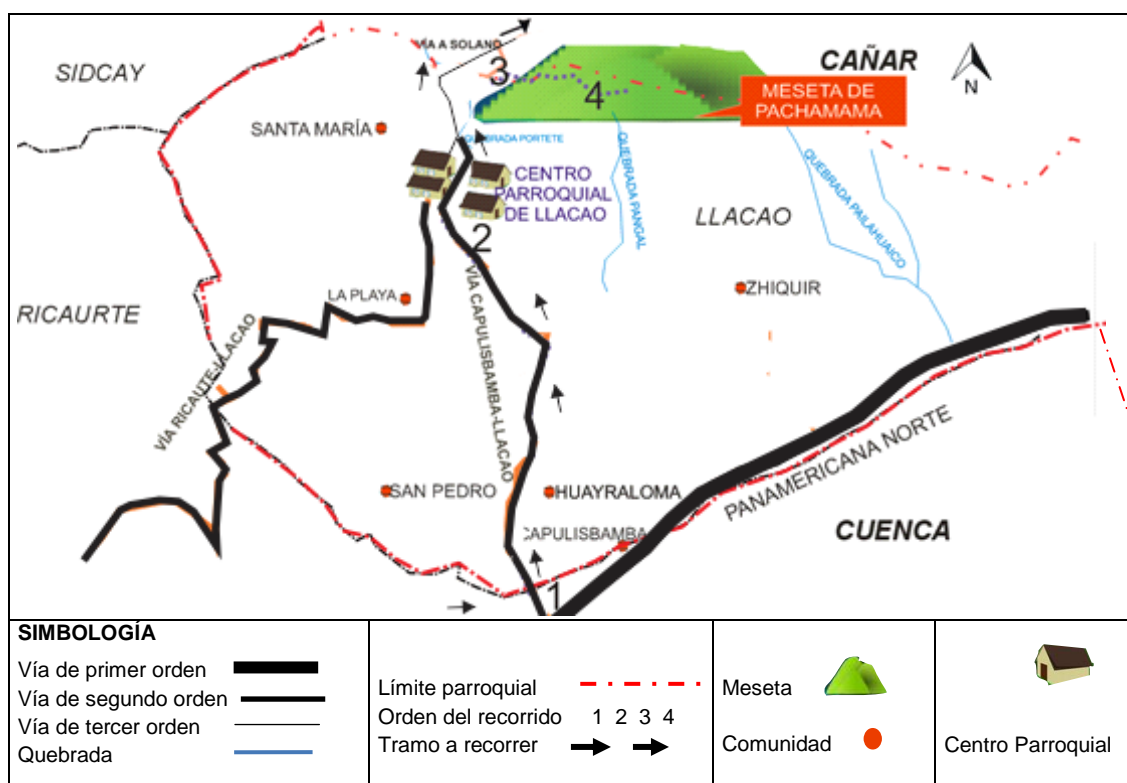 VÍA A SOLANO
CAÑAR
SIDCAY
N
3
4
MESETA DE
PACHAMAMA
SANTA MARÍA
QUEBRADA PORTETE
CENTRO
PARROQUIAL
DE LLACAO
QUEBRADA PANGAL
QUEBRADA PAILAHUAICO
LLACAO
2
LA PLAYA
ZHIQUIR
RICAURTE
VÍA RICAUTE-LLACAO
VÍA CAPULISBAMBA-LLACAO
PANAMERICANA NORTE
SAN PEDRO
HUAYRALOMA
CAPULISBAMBA
CUENCA
1
SIMBOLOGÍA
Vía de primer orden
Vía de segundo orden
Vía de tercer orden
Quebrada
Límite parroquial
Orden del recorrido 1 2 3 4
Tramo a recorrer
Meseta
Comunidad
Centro Parroquial